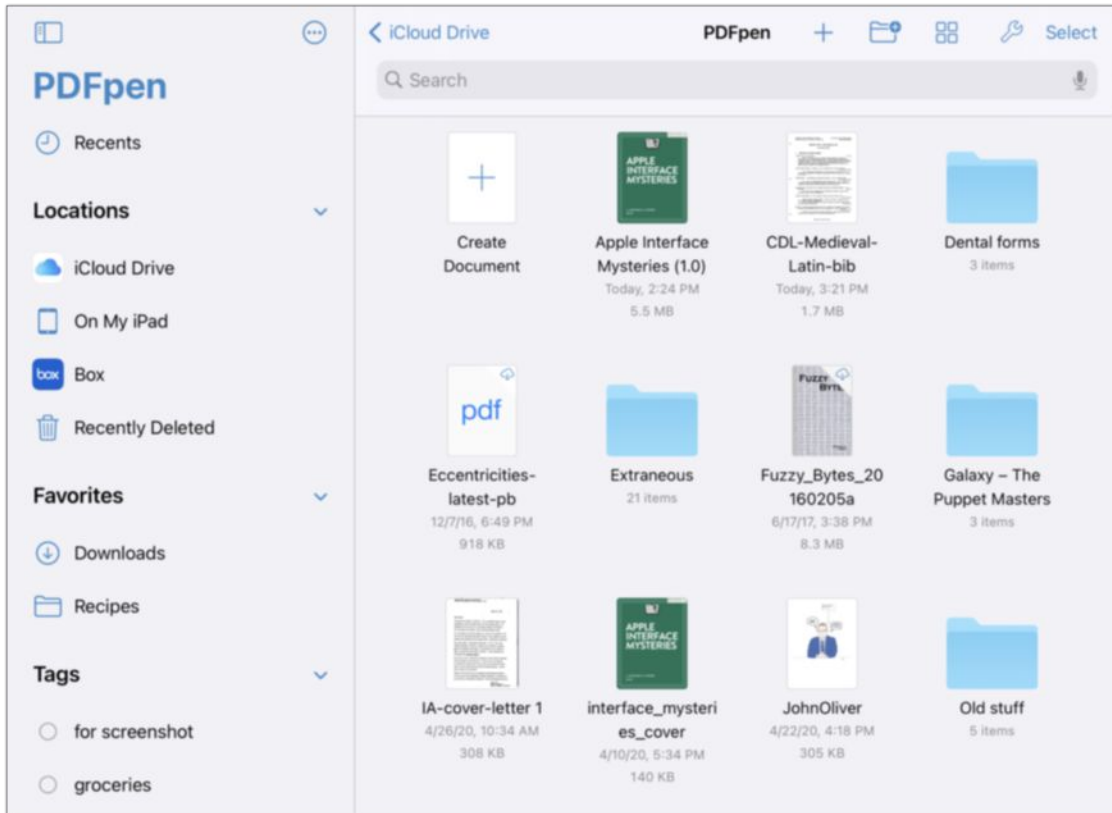 PDFpen
Recents
Locations
iCloud Drive
On My iPad
box Box
Recently Deleted
Favorites
Downloads
Recipes
Tags
for screenshot
groceries
iCloud Drive
PDFpen
Select
Search
Create
Document
APPLE
INTERFACE
MYSTERIES
Apple Interface
Mysteries (1.0)
Today, 2:24 PM
5.5 MB
CDL-Medieval-
Latin-bib
Today, 3:21 PM
1.7 MB
Dental forms
3 items
pdf
Eccentricities-
latest-pb
12/7/16, 6:49 PM
918 KB
Extraneous
21 items
Fuzzy_Bytes_20
160205a
6/17/17, 3:38 PM
8.3 MB
Galaxy – The
Puppet Masters
3 items
IA-cover-letter 1
4/26/20, 10:34 AM
308 KB
APPLE
INTERFACE
MYSTERIES
interface_mysteri
es_cover
4/10/20, 5:34 PM
140 KB
JohnOliver
4/22/20, 4:18 PM
305 KB
Old stuff
5 items